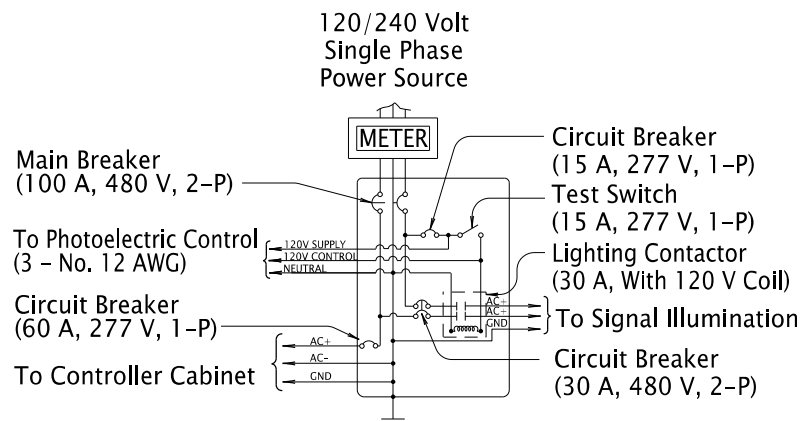 120/240 Volt
Single Phase
Power Source
METER
Main Breaker
(100 A, 480 V, 2–P)
Circuit Breaker
(15 A, 277 V, 1–P)
Test Switch
(15 A, 277 V, 1–P)
To Photoelectric Control
(3 – No. 12 AWG)
120V SUPPLY
120V CONTROL
NEUTRAL
Lighting Contactor
(30 A, With 120 V Coil)
Circuit Breaker
(60 A, 277 V, 1–P)
AC+
AC+
GND
To Signal Illumination
AC+
AC–
GND
To Controller Cabinet
Circuit Breaker
(30 A, 480 V, 2–P)